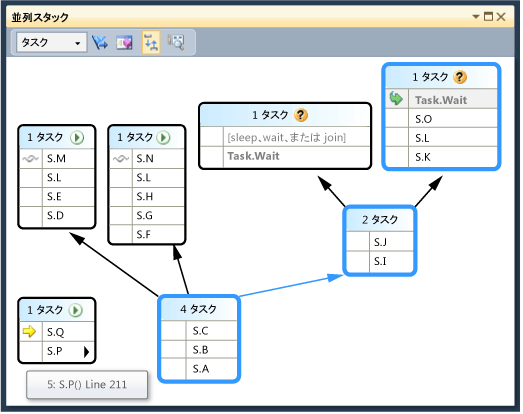 並列スタック
タスク
1 タスク
Task.Wait
S.O
S.L
S.K
1 タスク
[sleep、wait、または join]
Task.Wait
1 タスク
S.M
S.L
S.E
S.D
1 タスク
S.N
S.L
S.H
S.G
S.F
2 タスク
S.J
S.I
1 タスク
S.Q
S.P
4 タスク
S.C
S.B
S.A
5: S.P() Line 211